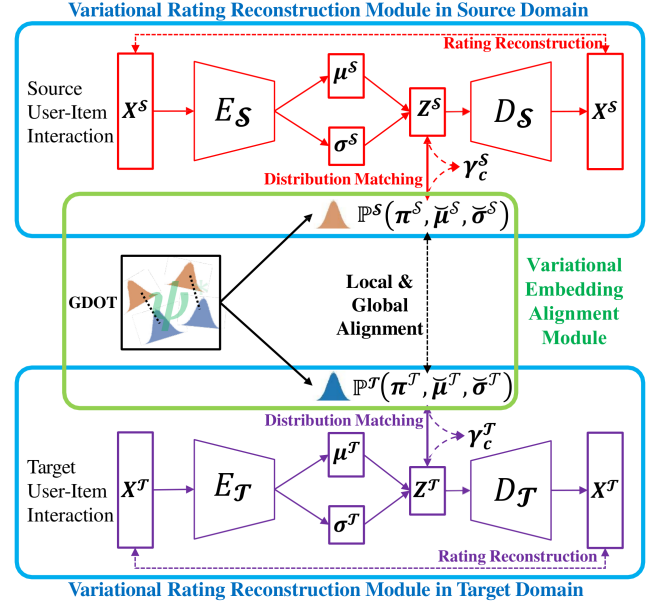 Variational Rating Reconstruction Module in Source Domain
Rating Reconstruction
Source
User-Item
Interaction
X^𝒮
E_𝒮
μ^𝒮
σ^𝒮
Z^𝒮
D_𝒮
X^𝒮
Distribution Matching
γ_c^𝒮
ℙ^𝒮(π^𝒮, μ̆^𝒮, σ̆^𝒮)
GDOT
ψ
Local &
Global
Alignment
Variational
Embedding
Alignment
Module
ℙ^𝒯(π^𝒯, μ̆^𝒯, σ̆^𝒯)
Distribution Matching
γ_c^𝒯
Target
User-Item
Interaction
X^𝒯
E_𝒯
μ^𝒯
σ^𝒯
Z^𝒯
D_𝒯
X^𝒯
Rating Reconstruction
Variational Rating Reconstruction Module in Target Domain